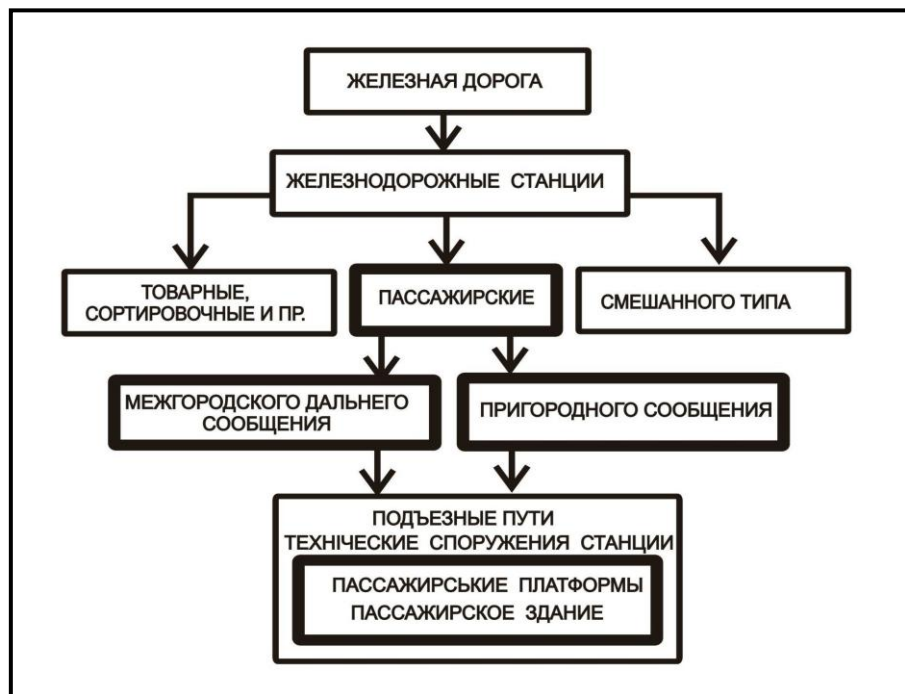 ЖЕЛЕЗНАЯ ДОРОГА
ЖЕЛЕЗНОДОРОЖНЫЕ СТАНЦИИ
ТОВАРНЫЕ,
СОРТИРОВОЧНЫЕ И ПР.
ПАССАЖИРСКИЕ
СМЕШАННОГО ТИПА
МЕЖГОРОДСКОГО ДАЛЬНЕГО
СООБЩЕНИЯ
ПРИГОРОДНОГО СООБЩЕНИЯ
ПОДЪЕЗНЫЕ ПУТИ
ТЕХНІЧЕСКИЕ СПОРУЖЕНИЯ СТАНЦИИ
ПАССАЖИРСЬКИЕ ПЛАТФОРМЫ
ПАССАЖИРСКОЕ ЗДАНИЕ